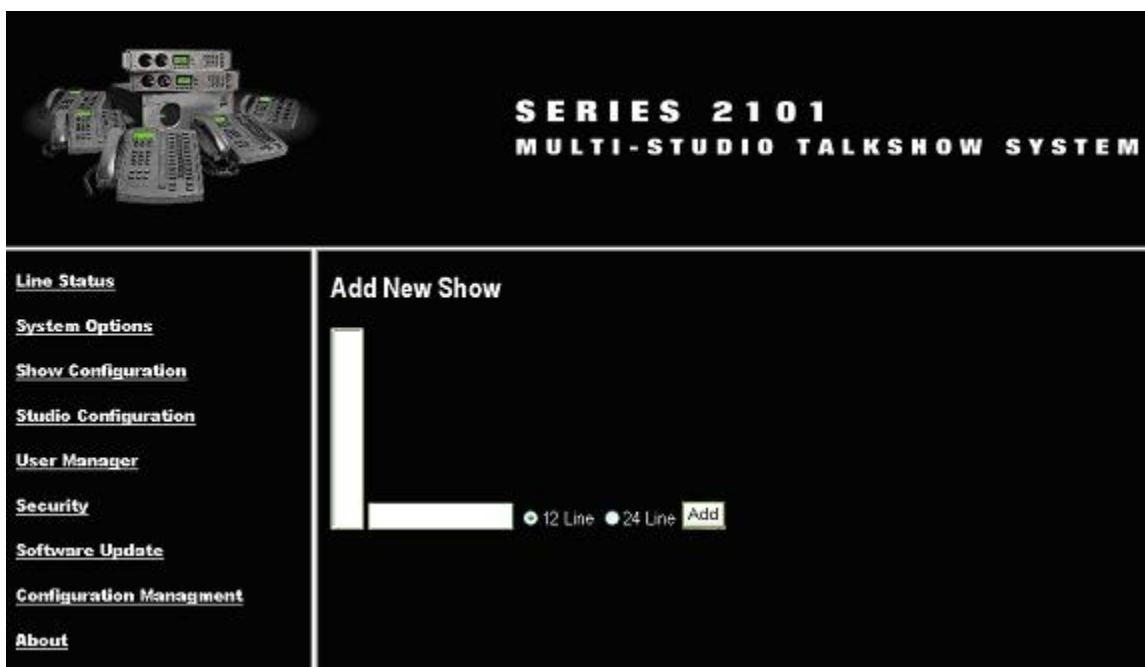 SERIES 2101
MULTI-STUDIO TALKSHOW SYSTEM
Line Status
System Options
Show Configuration
Studio Configuration
User Manager
Security
Software Update
Configuration Managment
About
Add New Show
12 Line 24 Line Add